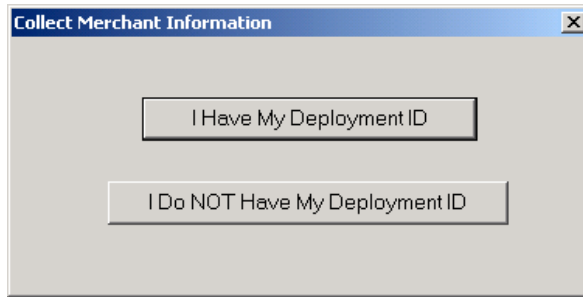 Collect Merchant Information
I Have My Deployment ID
I Do NOT Have My Deployment ID